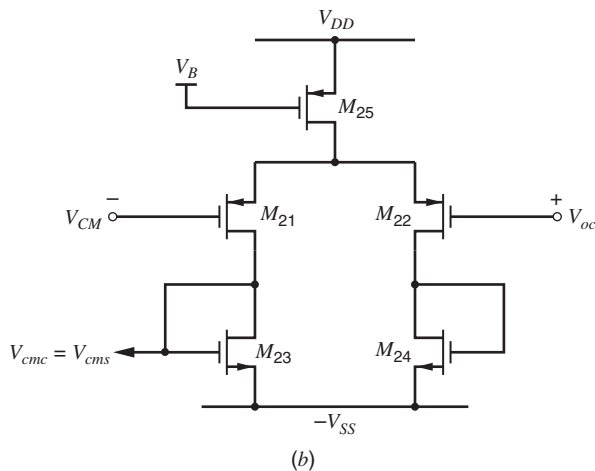 V_DD
V_B
M_25
− +
V_CM M_21 M_22 V_oc
V_cmc = V_cms M_23 M_24
−V_SS
(b)